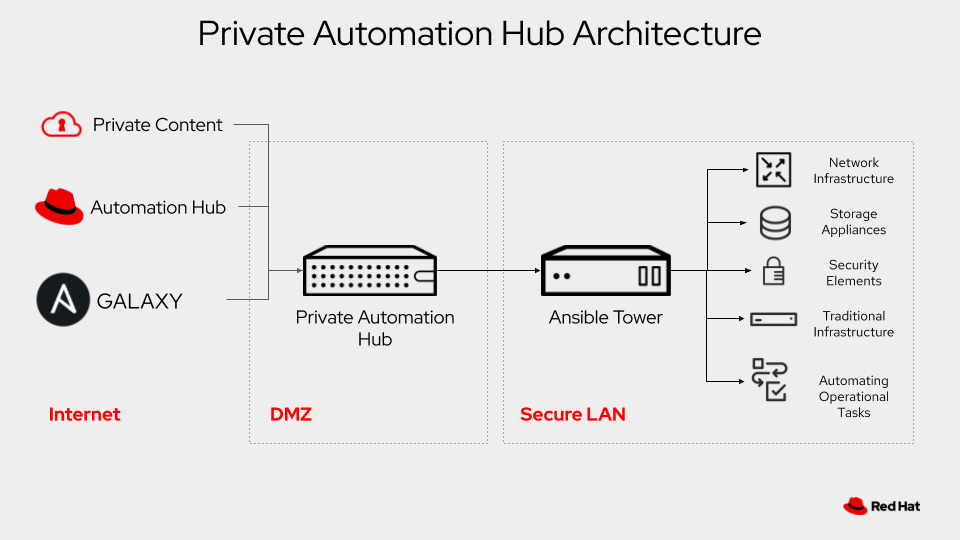 Private Automation Hub Architecture
Private Content
Automation Hub
GALAXY
Private Automation
Hub
Ansible Tower
Network
Infrastructure
Storage
Appliances
Security
Elements
Traditional
Infrastructure
Automating
Operational
Tasks
Internet
DMZ
Secure LAN
Red Hat